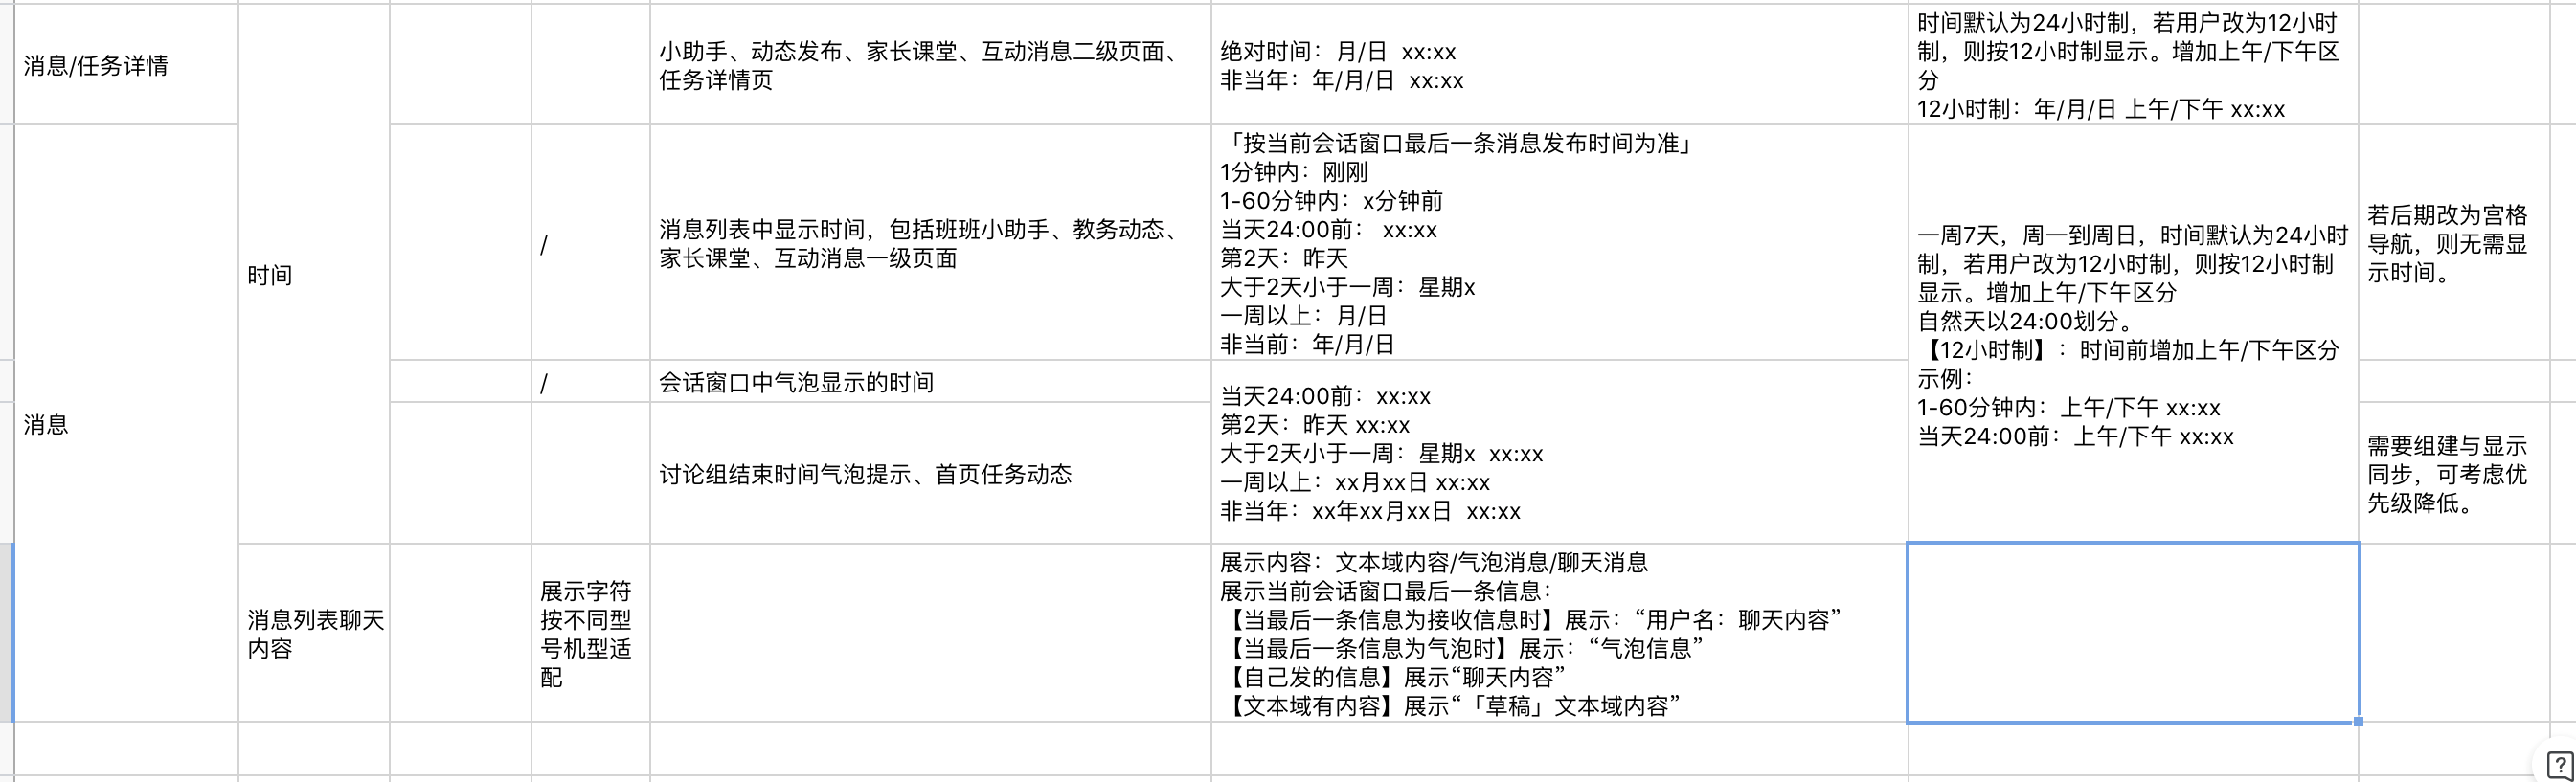 消息/任务详情
时间
小助手、动态发布、家长课堂、互动消息二级页面、
任务详情页
绝对时间：月/日  xx:xx
非当年：年/月/日  xx:xx
时间默认为24小时制，若用户改为12小时
制，则按12小时制显示。增加上午/下午区
分
12小时制：年/月/日 上午/下午 xx:xx
消息
/
消息列表中显示时间，包括班班小助手、教务动态、
家长课堂、互动消息一级页面
「按当前会话窗口最后一条消息发布时间为准」
1分钟内：刚刚
1-60分钟内：x分钟前
当天24:00前： xx:xx
第2天：昨天
大于2天小于一周：星期x
一周以上：月/日
非当前：年/月/日
一周7天，周一到周日，时间默认为24小时
制，若用户改为12小时制，则按12小时制
显示。增加上午/下午区分
自然天以24:00划分。
【12小时制】：时间前增加上午/下午区分
示例：
1-60分钟内：上午/下午 xx:xx
当天24:00前：上午/下午 xx:xx
若后期改为宫格
导航，则无需显
示时间。
/
会话窗口中气泡显示的时间
当天24:00前：xx:xx
第2天：昨天 xx:xx
大于2天小于一周：星期x  xx:xx
一周以上：xx月xx日 xx:xx
非当年：xx年xx月xx日  xx:xx
讨论组结束时间气泡提示、首页任务动态
需要组建与显示
同步，可考虑优
先级降低。
消息列表聊天
内容
展示字符
按不同型
号机型适
配
展示内容：文本域内容/气泡消息/聊天消息
展示当前会话窗口最后一条信息：
【当最后一条信息为接收信息时】展示：“用户名：聊天内容”
【当最后一条信息为气泡时】展示：“气泡信息”
【自己发的信息】展示“聊天内容”
【文本域有内容】展示“「草稿」文本域内容”